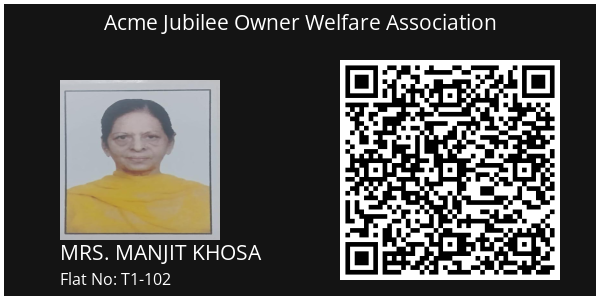 Acme Jubilee Owner Welfare Association
MRS. MANJIT KHOSA
Flat No: T1-102